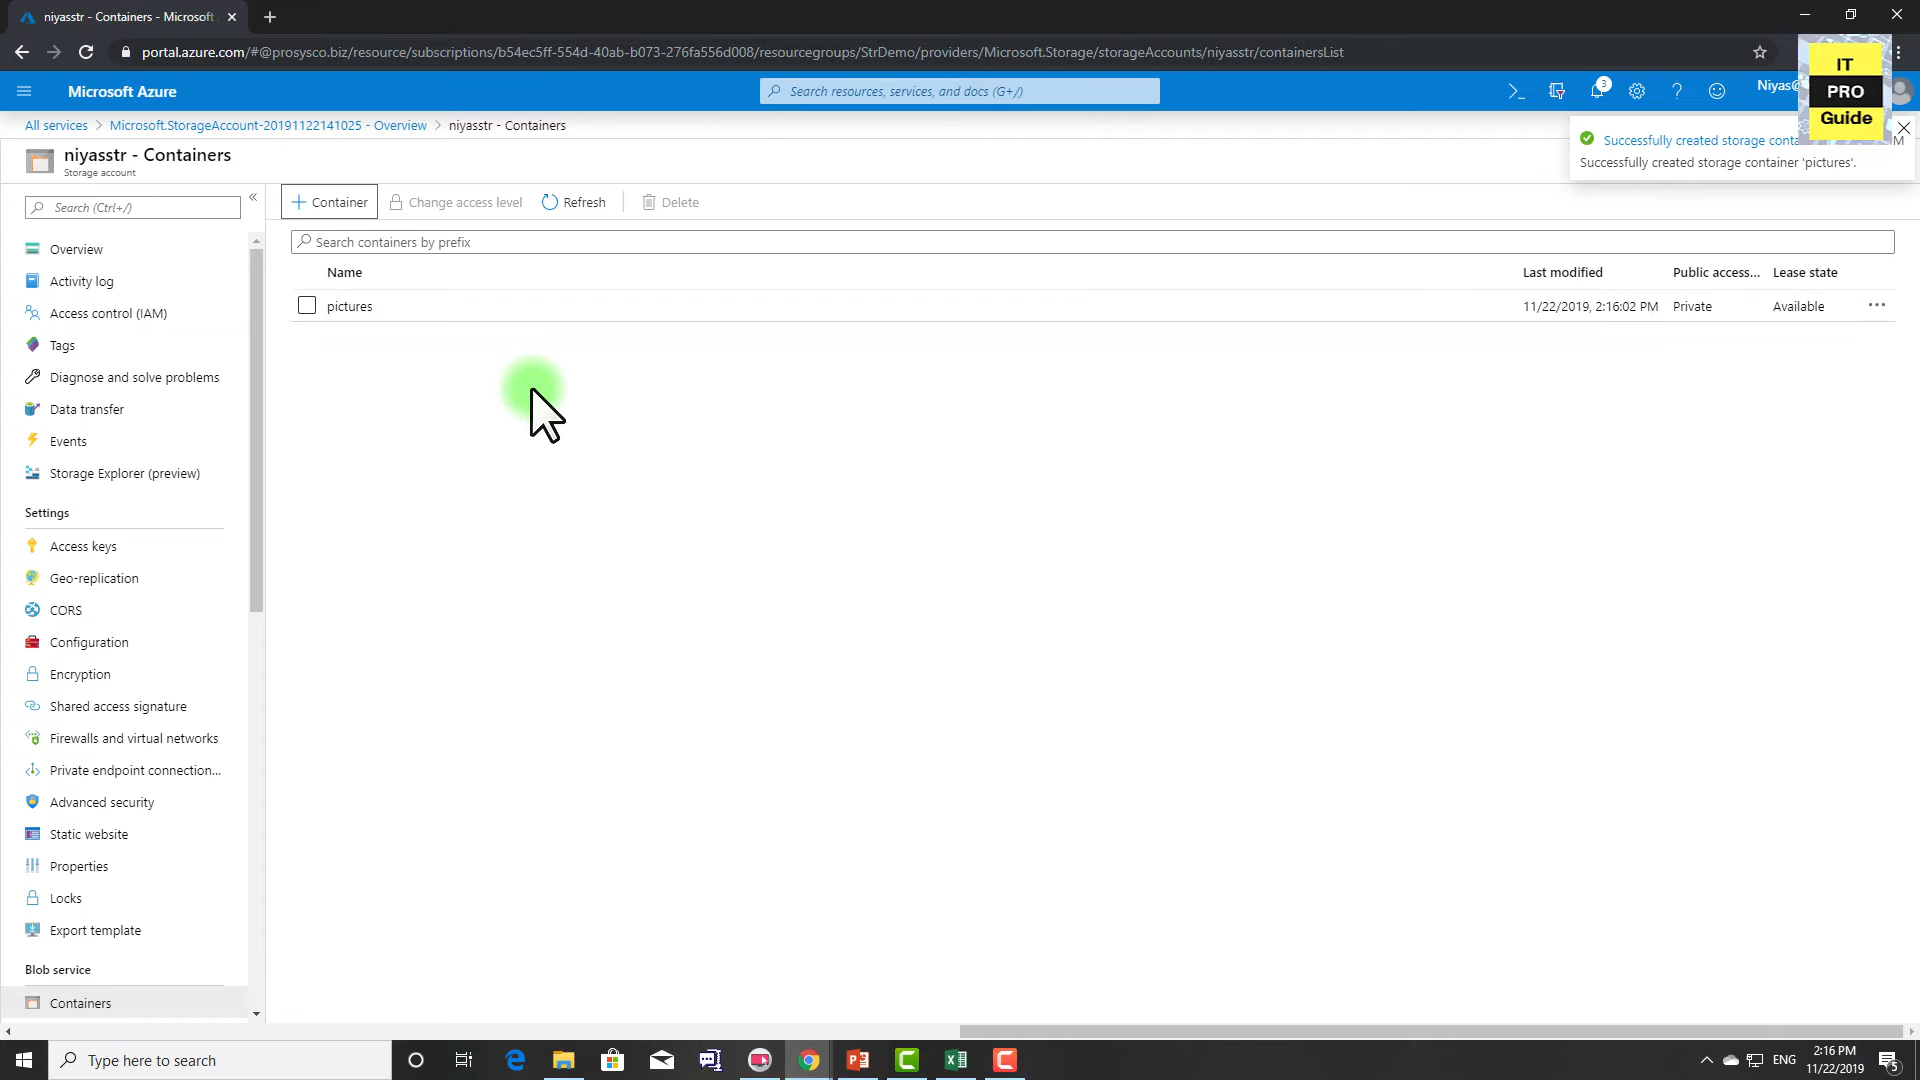 niyasstr - Containers - Microsoft
portal.azure.com/#@prosysco.biz/resource/subscriptions/b54ec5ff-554d-40ab-b073-276fa556d008/resourcegroups/StrDemo/providers/Microsoft.Storage/storageAccounts/niyasstr/containersList
Microsoft Azure
Search resources, services, and docs (G+/)
3
Niyas@
IT
PRO
Guide
All services > Microsoft.StorageAccount-20191122141025 - Overview > niyasstr - Containers
Successfully created storage conta
M
Successfully created storage container 'pictures'.
niyasstr - Containers
Storage account
Search (Ctrl+/)
Container
Change access level
Refresh
Delete
Search containers by prefix
Name
Last modified
Public access...
Lease state
pictures
11/22/2019, 2:16:02 PM
Private
Available
Overview
Activity log
Access control (IAM)
Tags
Diagnose and solve problems
Data transfer
Events
Storage Explorer (preview)
Settings
Access keys
Geo-replication
CORS
Configuration
Encryption
Shared access signature
Firewalls and virtual networks
Private endpoint connection...
Advanced security
Static website
Properties
Locks
Export template
Blob service
Containers
Type here to search
ENG
2:16 PM
11/22/2019
5